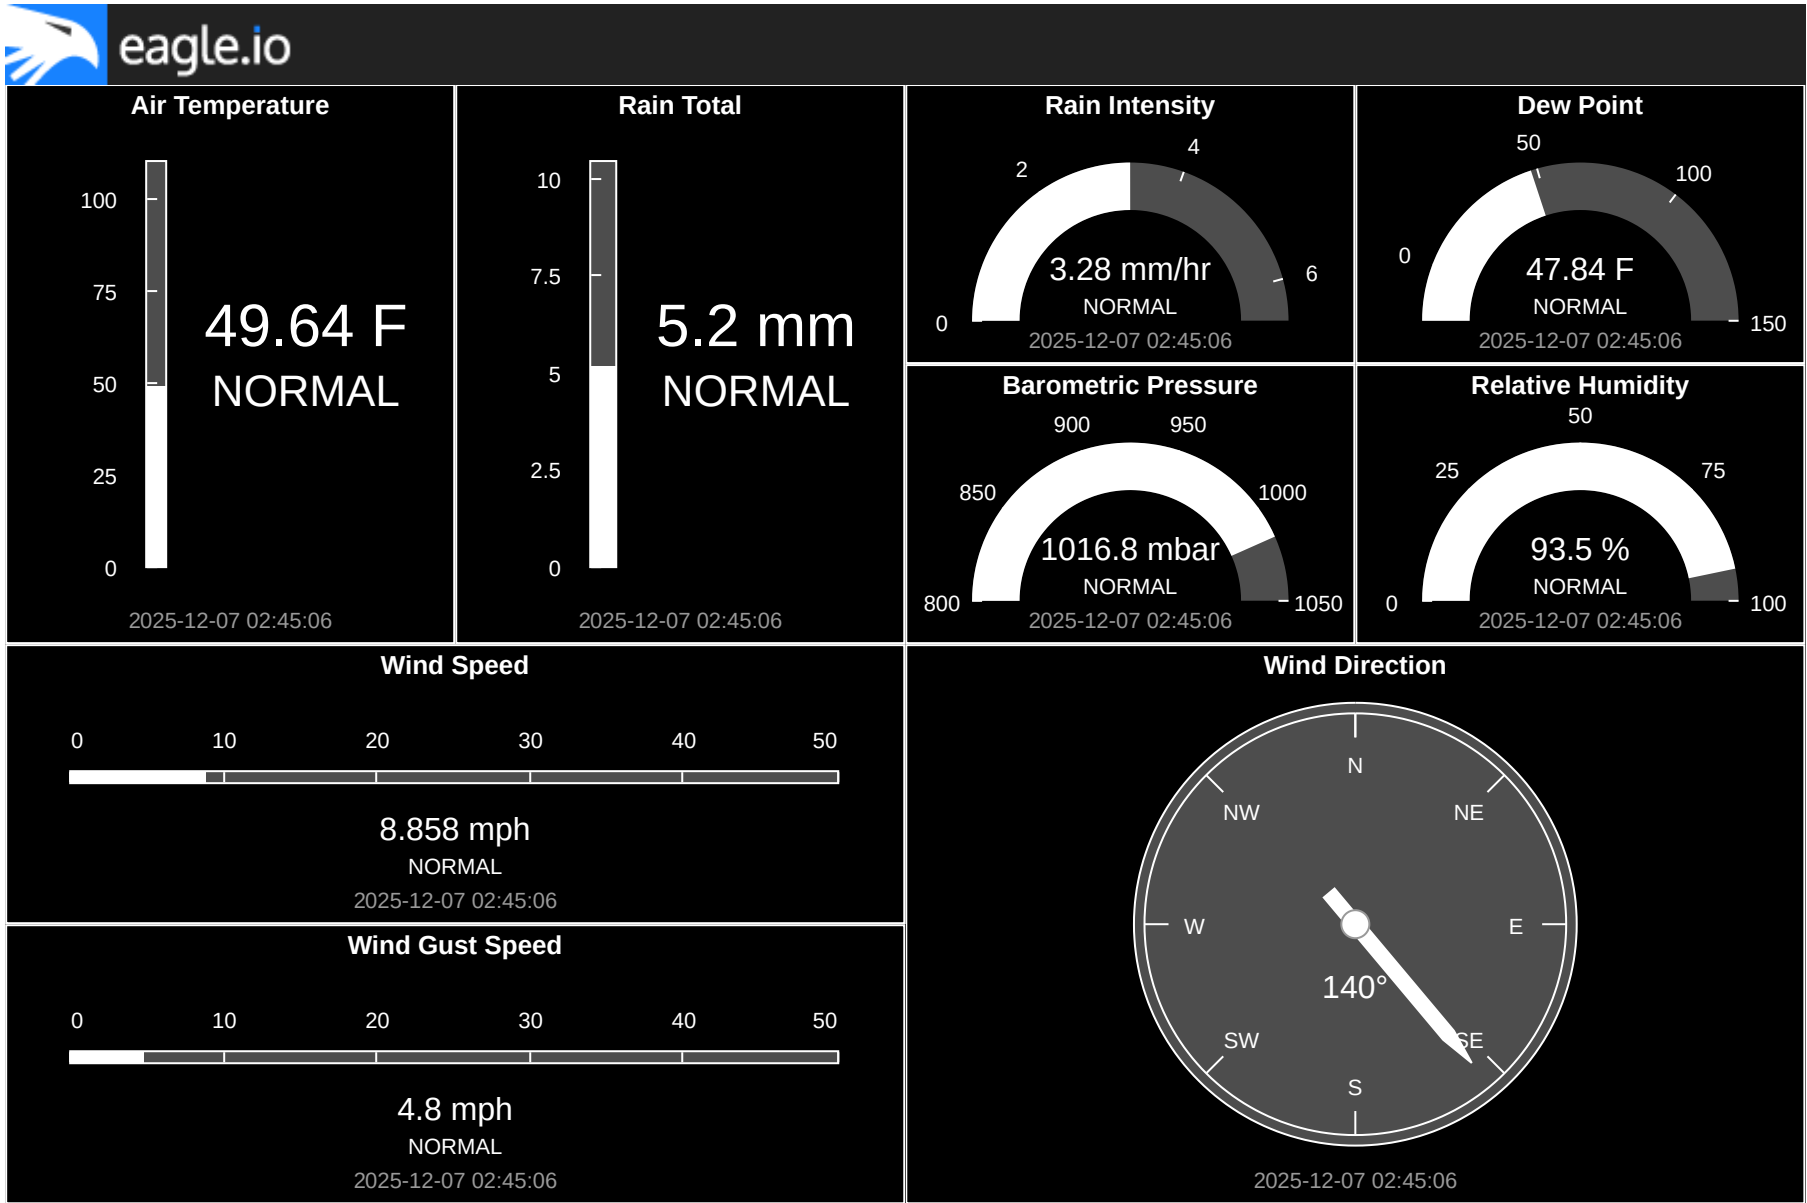 eagle.io
Air Temperature
100
75
50
25
0
49.64 F
NORMAL
2025-12-07 02:45:06
Rain Total
10
7.5
5
2.5
0
5.2 mm
NORMAL
2025-12-07 02:45:06
Rain Intensity
0
2
4
6
3.28 mm/hr
NORMAL
2025-12-07 02:45:06
Dew Point
0
50
100
150
47.84 F
NORMAL
2025-12-07 02:45:06
Barometric Pressure
800
850
900
950
1000
1050
1016.8 mbar
NORMAL
2025-12-07 02:45:06
Relative Humidity
0
25
50
75
100
93.5 %
NORMAL
2025-12-07 02:45:06
Wind Speed
0 10 20 30 40 50
8.858 mph
NORMAL
2025-12-07 02:45:06
Wind Gust Speed
0 10 20 30 40 50
4.8 mph
NORMAL
2025-12-07 02:45:06
Wind Direction
N
NW NE
W E
140°
SW SE
S
2025-12-07 02:45:06